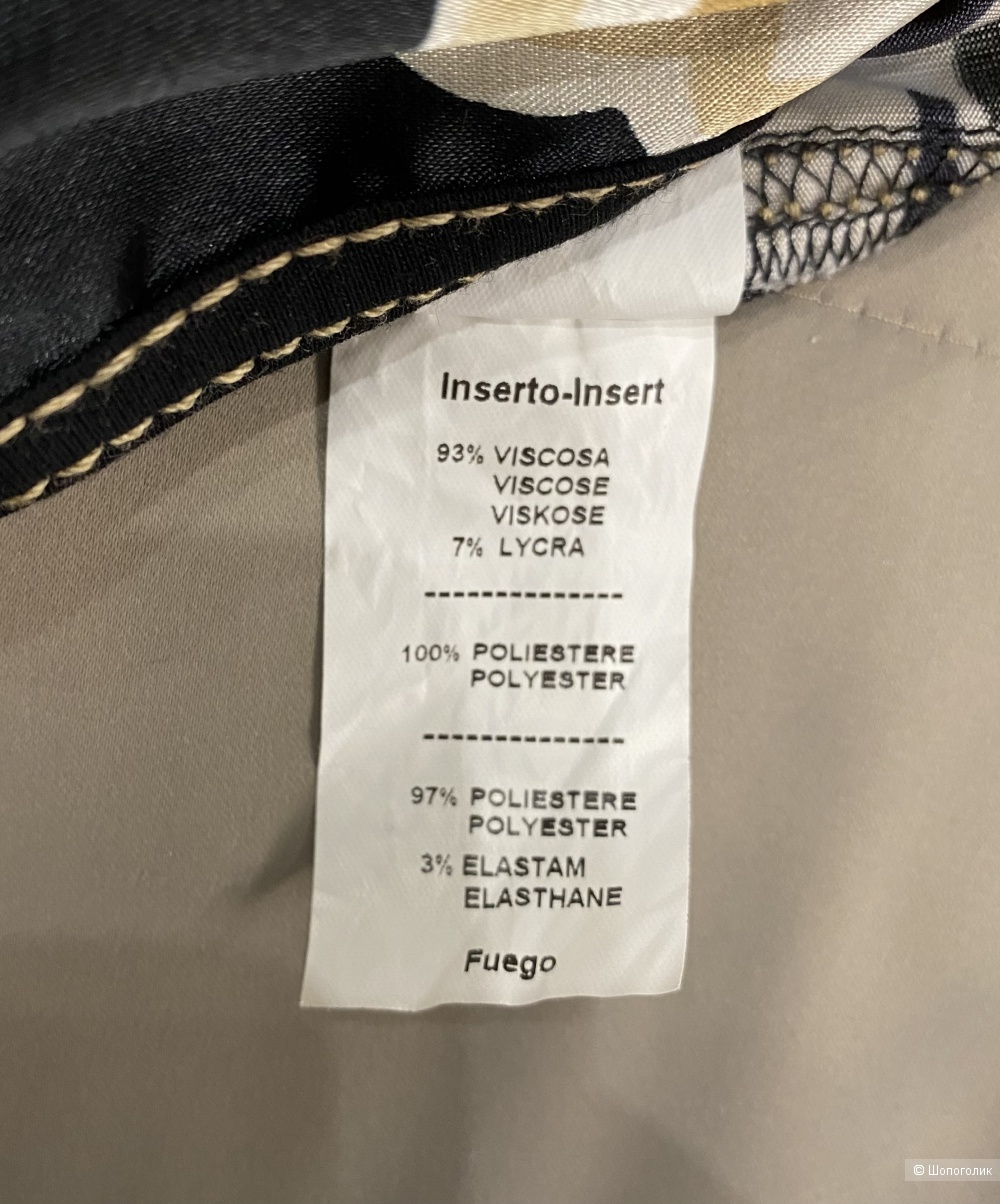 Inserto-Insert
93% VISCOSA
VISCOSE
VISKOSE
7% LYCRA
--------------
100% POLIESTERE
POLYESTER
--------------
97% POLIESTERE
POLYESTER
3% ELASTAM
ELASTHANE
Fuego
© Шопоголик